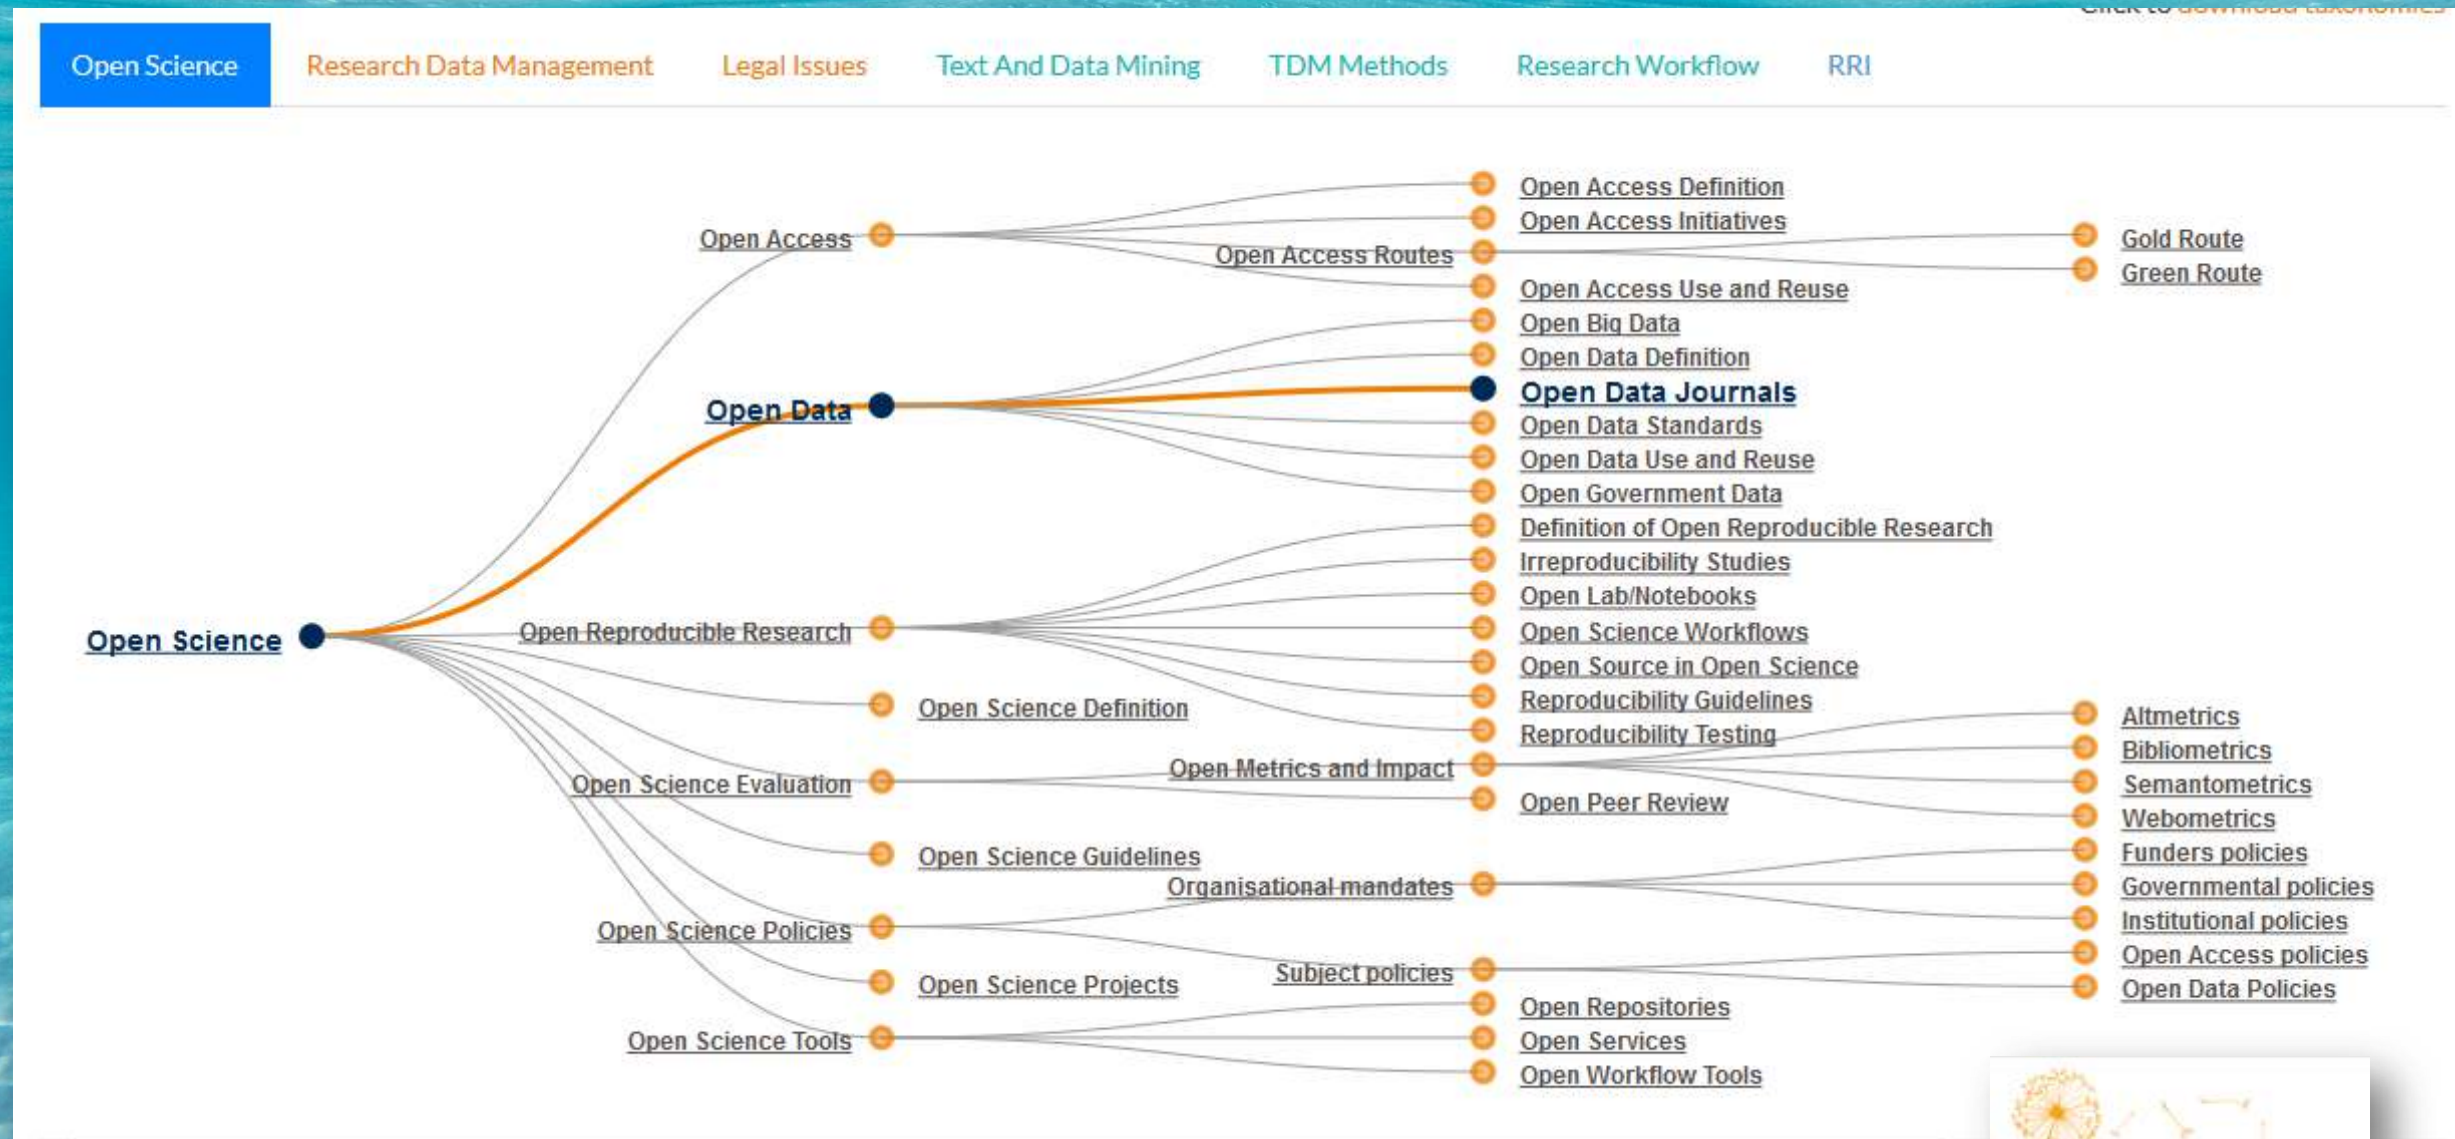 Click to download taxonomies
Open Science Research Data Management Legal Issues Text And Data Mining TDM Methods Research Workflow RRI
Open Access Definition
Open Access Initiatives
Open Access
Open Access Routes
Gold Route
Green Route
Open Access Use and Reuse
Open Big Data
Open Data Definition
Open Data Journals
Open Data
Open Data Standards
Open Data Use and Reuse
Open Government Data
Definition of Open Reproducible Research
Irreproducibility Studies
Open Lab/Notebooks
Open Science
Open Reproducible Research
Open Science Workflows
Open Source in Open Science
Reproducibility Guidelines
Open Science Definition
Reproducibility Testing
Altmetrics
Bibliometrics
Open Metrics and Impact
Open Science Evaluation
Semantometrics
Open Peer Review
Webometrics
Open Science Guidelines
Funders policies
Organisational mandates
Governmental policies
Institutional policies
Open Science Policies
Open Access policies
Subject policies
Open Science Projects
Open Data Policies
Open Repositories
Open Science Tools
Open Services
Open Workflow Tools